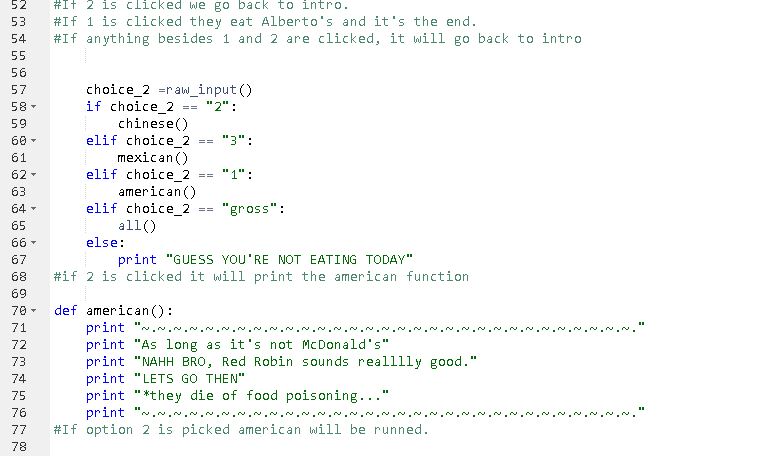 52 #If 2 is clicked we go back to intro.
53 #If 1 is clicked they eat Alberto's and it's the end.
54 #If anything besides 1 and 2 are clicked, it will go back to intro
55
56
57 choice_2 =raw_input()
58 if choice_2 == "2":
59 chinese()
60 elif choice_2 == "3":
61 mexican()
62 elif choice_2 == "1":
63 american()
64 elif choice_2 == "gross":
65 all()
66 else:
67 print "GUESS YOU'RE NOT EATING TODAY"
68 #if 2 is clicked it will print the american function
69
70 def american():
71 print "~.~.~.~.~.~.~.~.~.~.~.~.~.~.~.~.~.~.~.~.~.~.~.~.~.~.~.~.~.~.~."
72 print "As long as it's not McDonald's"
73 print "NAHH BRO, Red Robin sounds realllly good."
74 print "LETS GO THEN"
75 print "*they die of food poisoning..."
76 print "~.~.~.~.~.~.~.~.~.~.~.~.~.~.~.~.~.~.~.~.~.~.~.~.~.~.~.~.~.~.~."
77 #If option 2 is picked american will be runned.
78